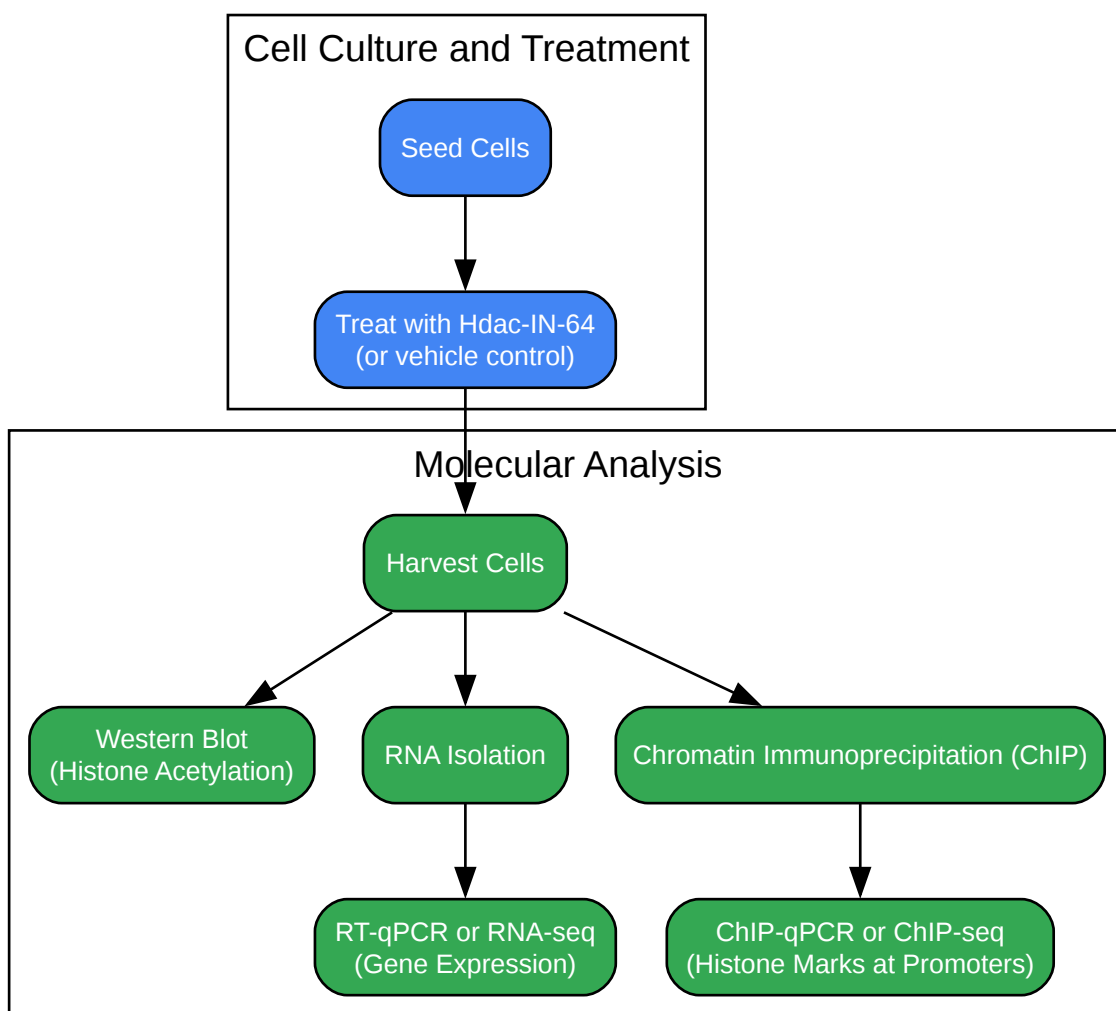 Cell Culture and Treatment
Seed Cells
Treat with Hdac-IN-64
(or vehicle control)
Molecular Analysis
Harvest Cells
Western Blot
(Histone Acetylation)
RNA Isolation
Chromatin Immunoprecipitation (ChIP)
RT-qPCR or RNA-seq
(Gene Expression)
ChIP-qPCR or ChIP-seq
(Histone Marks at Promoters)